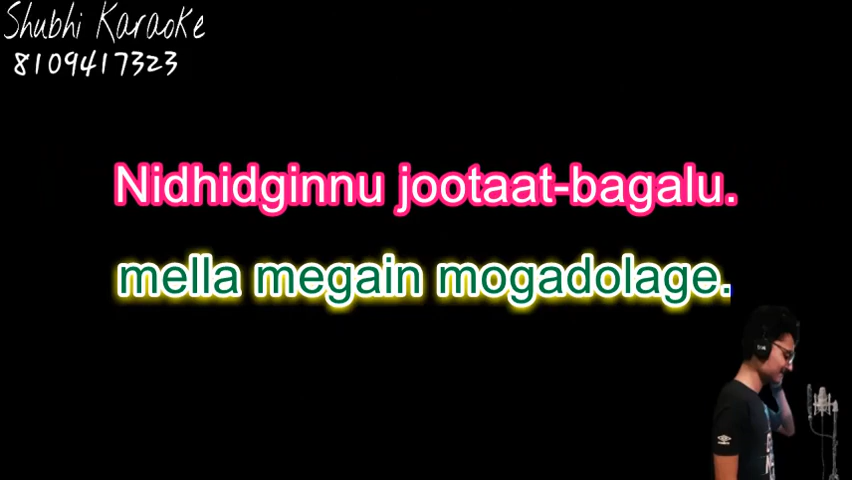 Shubhi Karaoke
8109417323
Nidhidginnu jootaat-bagalu.
mella megain mogadolage.